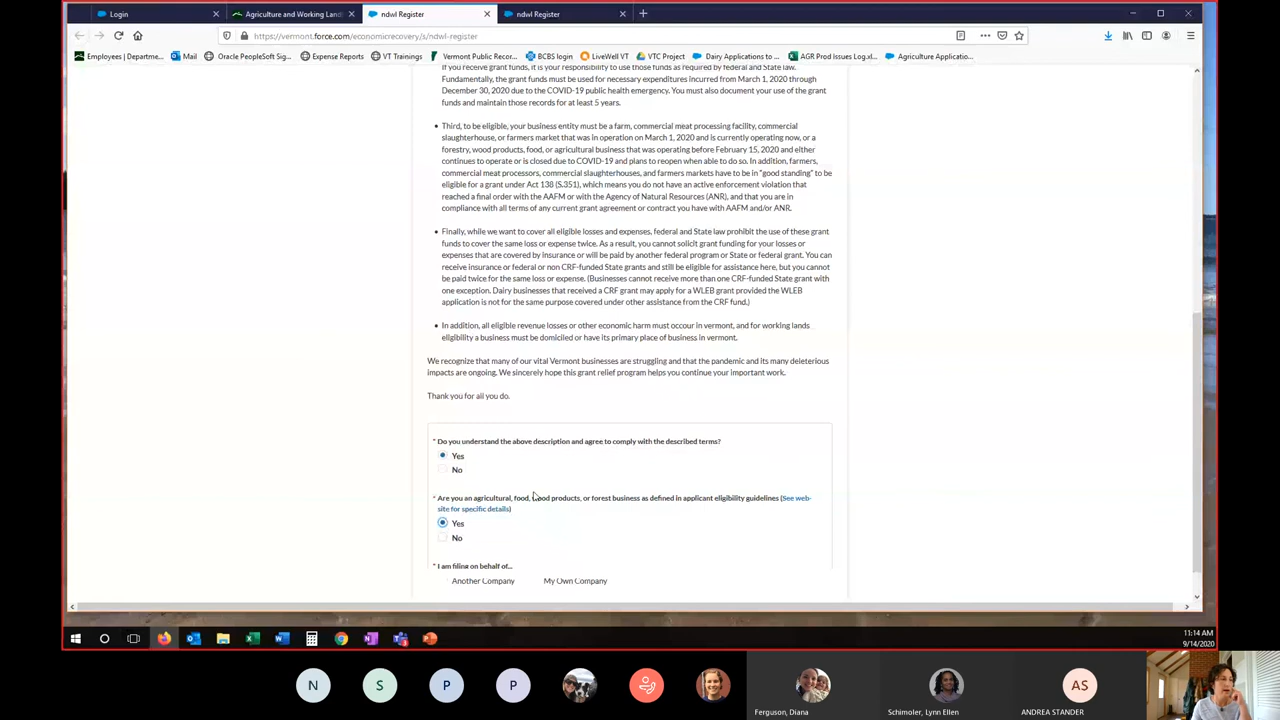 Login
Agriculture and Working Land
ndwl Register
ndwl Register
https://vermont.force.com/economicrecovery/s/ndwl-register
Employees | Departme...
Mail
Oracle PeopleSoft Sig...
Expense Reports
VT Trainings
Vermont Public Recor...
BCBS login
LiveWell VT
VTC Project
Dairy Applications to ...
AGR Prod Issues Log.xl...
Agriculture Applicatio...
If you receive grant funds, it is your responsibility to use those funds as required by federal and State law.
Fundamentally, the grant funds must be used for necessary expenditures incurred from March 1, 2020 through
December 30, 2020 due to the COVID-19 public health emergency. You must also document your use of the grant
funds and maintain those records for at least 5 years.
• Third, to be eligible, your business entity must be a farm, commercial meat processing facility, commercial
slaughterhouse, or farmers market that was in operation on March 1, 2020 and is currently operating now, or a
forestry, wood products, food, or agricultural business that was operating before February 15, 2020 and either
continues to operate or is closed due to COVID-19 and plans to reopen when able to do so. In addition, farmers,
commercial meat processors, commercial slaughterhouses, and farmers markets have to be in "good standing" to be
eligible for a grant under Act 138 (S.351), which means you do not have an active enforcement violation that
reached a final order with the AAFM or with the Agency of Natural Resources (ANR), and that you are in
compliance with all terms of any current grant agreement or contract you have with AAFM and/or ANR.
• Finally, while we want to cover all eligible losses and expenses, federal and State law prohibit the use of these grant
funds to cover the same loss or expense twice. As a result, you cannot solicit grant funding for your losses or
expenses that are covered by insurance or will be paid by another federal program or State or federal grant. You can
receive insurance or federal or non CRF-funded State grants and still be eligible for assistance here, but you cannot
be paid twice for the same loss or expense. (Businesses cannot receive more than one CRF-funded State grant with
one exception. Dairy businesses that received a CRF grant may apply for a WLEB grant provided the WLEB
application is not for the same purpose covered under other assistance from the CRF fund.)
• In addition, all eligible revenue losses or other economic harm must occour in vermont, and for working lands
eligibility a business must be domiciled or have its primary place of business in vermont.
We recognize that many of our vital Vermont businesses are struggling and that the pandemic and its many deleterious
impacts are ongoing. We sincerely hope this grant relief program helps you continue your important work.
Thank you for all you do.
* Do you understand the above description and agree to comply with the described terms?
Yes
No
* Are you an agricultural, food, wood products, or forest business as defined in applicant eligibility guidelines (See web-
site for specific details)
Yes
No
* I am filing on behalf of...
Another Company My Own Company
11:14 AM
9/14/2020
N
S
P
P
AS
Ferguson, Diana
Schimoler, Lynn Ellen
ANDREA STANDER